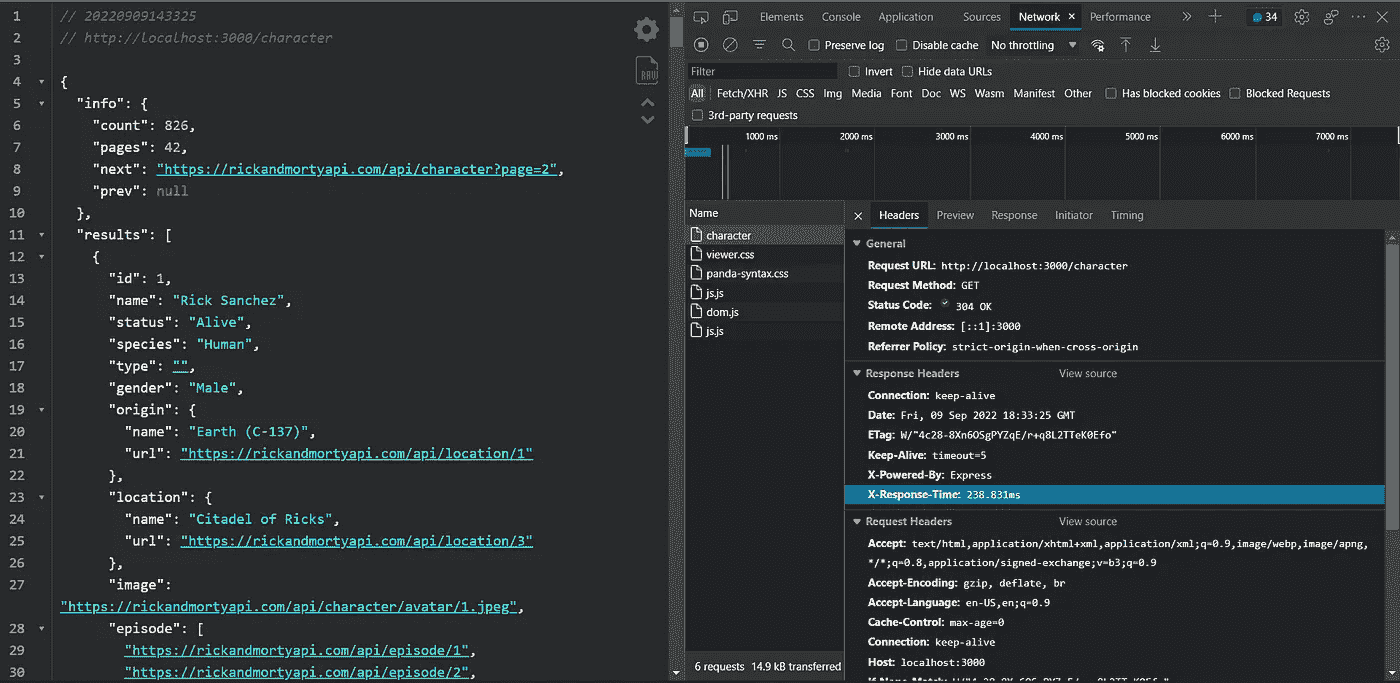 1 // 20220909143325
2 // http://localhost:3000/character
3
4 {
5 "info": {
6 "count": 826,
7 "pages": 42,
8 "next": "https://rickandmortyapi.com/api/character?page=2",
9 "prev": null
10 },
11 "results": [
12 {
13 "id": 1,
14 "name": "Rick Sanchez",
15 "status": "Alive",
16 "species": "Human",
17 "type": "",
18 "gender": "Male",
19 "origin": {
20 "name": "Earth (C-137)",
21 "url": "https://rickandmortyapi.com/api/location/1"
22 },
23 "location": {
24 "name": "Citadel of Ricks",
25 "url": "https://rickandmortyapi.com/api/location/3"
26 },
27 "image":
"https://rickandmortyapi.com/api/character/avatar/1.jpeg",
28 "episode": [
29 "https://rickandmortyapi.com/api/episode/1",
30 "https://rickandmortyapi.com/api/episode/2",
RAW
Elements Console Application Sources Network Performance 34
Preserve log Disable cache No throttling
Filter Invert Hide data URLs
All Fetch/XHR JS CSS Img Media Font Doc WS Wasm Manifest Other Has blocked cookies Blocked Requests
3rd-party requests
1000 ms 2000 ms 3000 ms 4000 ms 5000 ms 6000 ms 7000 ms
Name
character
viewer.css
panda-syntax.css
js.js
dom.js
js.js
6 requests 14.9 kB transferred
Headers Preview Response Initiator Timing
General
Request URL: http://localhost:3000/character
Request Method: GET
Status Code: 304 OK
Remote Address: [::1]:3000
Referrer Policy: strict-origin-when-cross-origin
Response Headers View source
Connection: keep-alive
Date: Fri, 09 Sep 2022 18:33:25 GMT
ETag: W/"4c28-8Xn6OSgPYZqE/r+q8L2TTeK0Efo"
Keep-Alive: timeout=5
X-Powered-By: Express
X-Response-Time: 238.831ms
Request Headers View source
Accept: text/html,application/xhtml+xml,application/xml;q=0.9,image/webp,image/apng,
*/*;q=0.8,application/signed-exchange;v=b3;q=0.9
Accept-Encoding: gzip, deflate, br
Accept-Language: en-US,en;q=0.9
Cache-Control: max-age=0
Connection: keep-alive
Host: localhost:3000